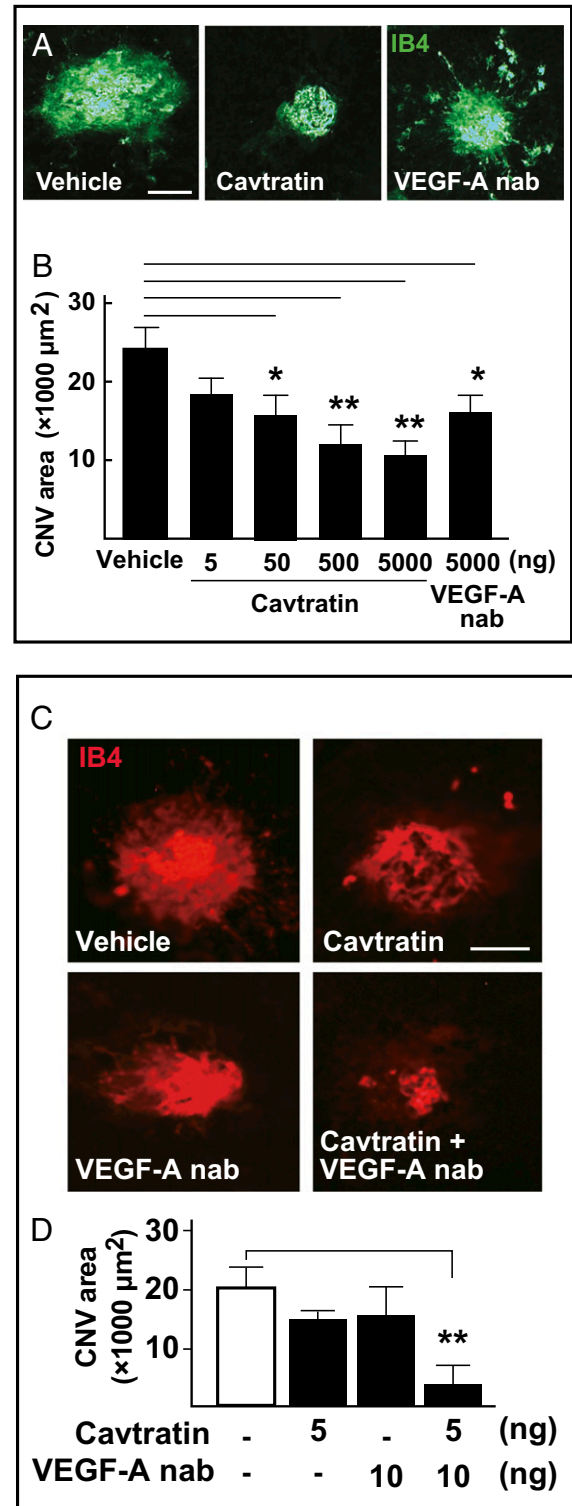 A
IB4
Vehicle
Cavtratin
VEGF-A nab
B
CNV area (×1000 μm²)
30
20
10
* ** ** *
Vehicle 5 50 500 5000 5000 (ng)
Cavtratin VEGF-A
nab
C
IB4
Vehicle
Cavtratin
VEGF-A nab
Cavtratin +
VEGF-A nab
D
CNV area
(×1000 μm²)
30
20
10
**
Cavtratin - 5 - 5 (ng)
VEGF-A nab - - 10 10 (ng)